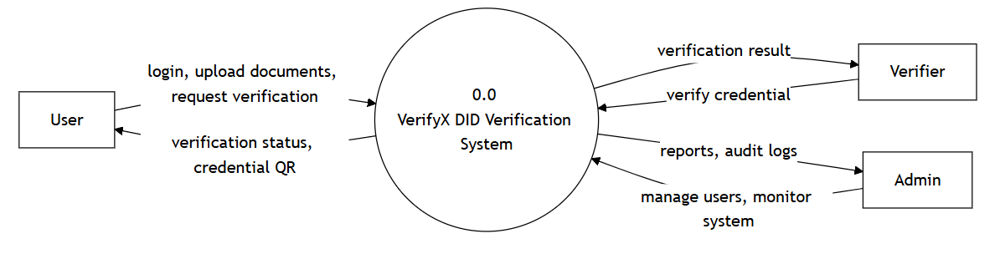 login, upload documents,
request verification
User
verification status,
credential QR
0.0
VerifyX DID Verification
System
verification result
Verifier
verify credential
reports, audit logs
Admin
manage users, monitor
system